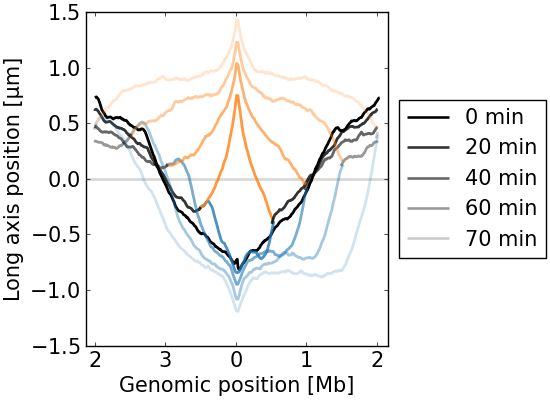 Long axis position [µm]
1.5
1.0
0.5
0.0
−0.5
−1.0
−1.5
2 3 0 1 2
Genomic position [Mb]
0 min
20 min
40 min
60 min
70 min